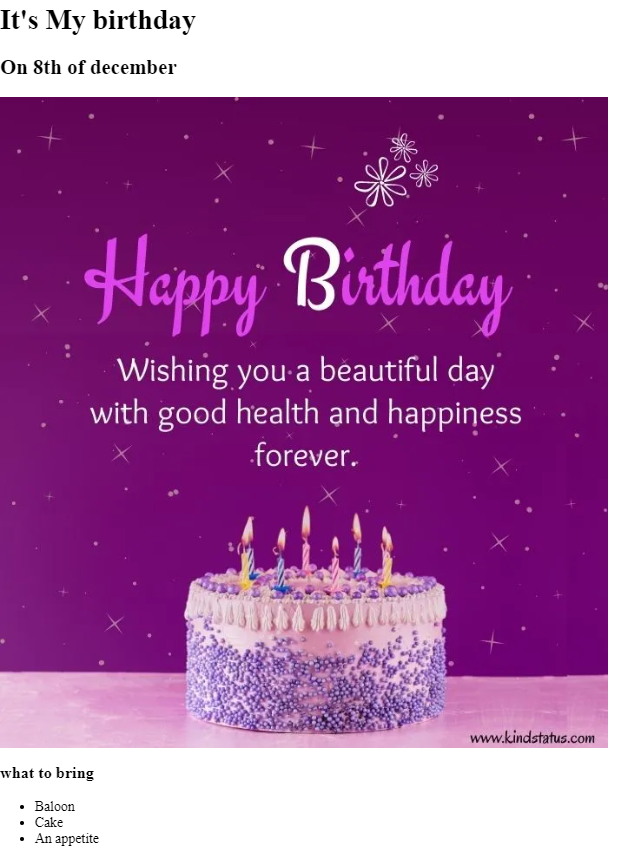 It's My birthday
On 8th of december
Happy Birthday
Wishing you a beautiful day
with good health and happiness
forever.
www.kindstatus.com
what to bring
Baloon
Cake
An appetite